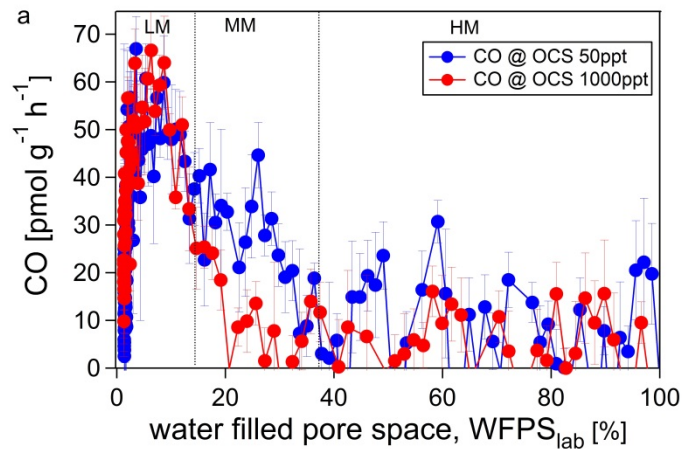 a
LM MM HM
CO @ OCS 50ppt
CO @ OCS 1000ppt
CO [pmol g⁻¹ h⁻¹]
70
60
50
40
30
20
10
0
0 20 40 60 80 100
water filled pore space, WFPS_lab [%]